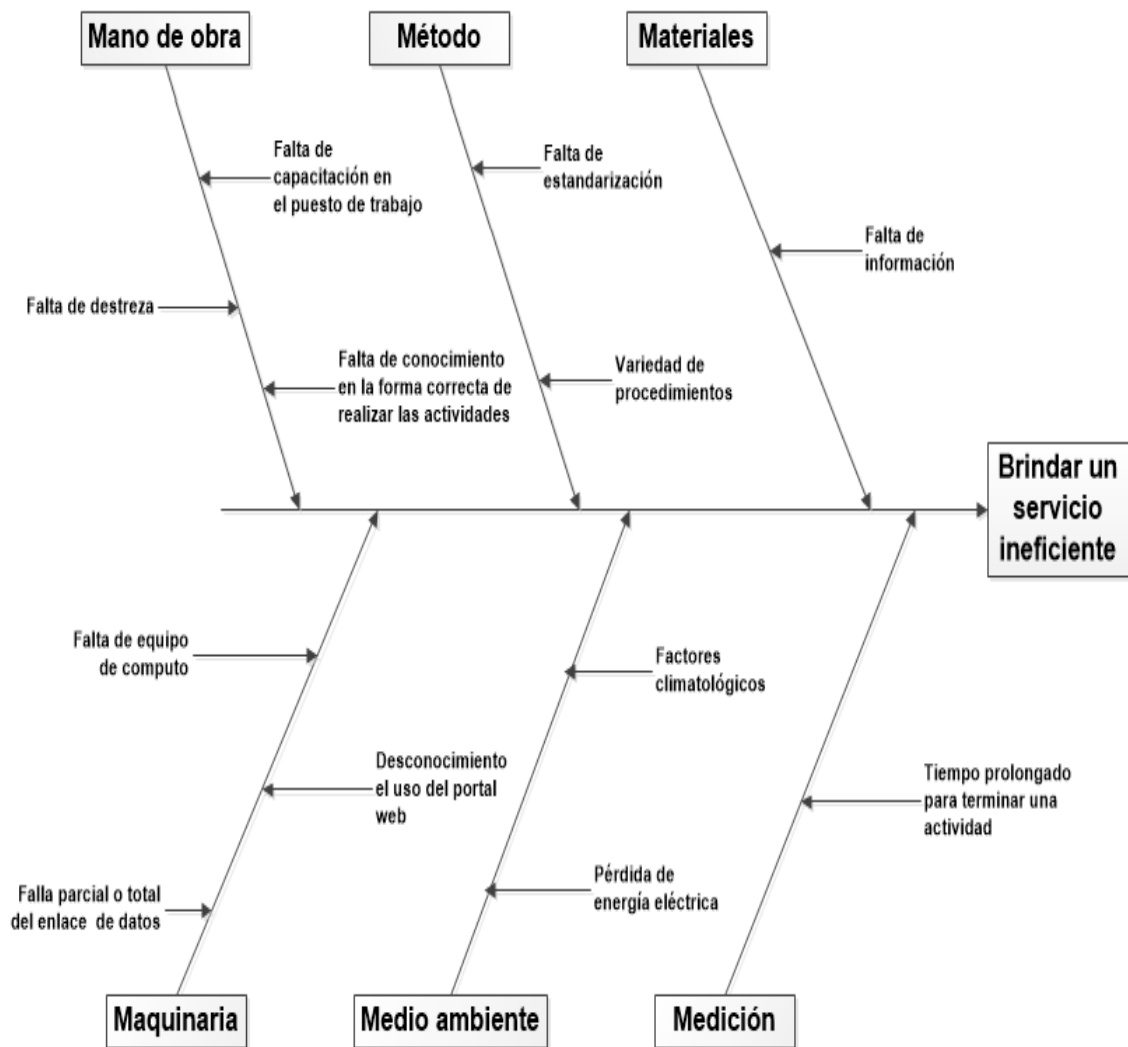 Mano de obra
Método
Materiales
Falta de
capacitación en
el puesto de trabajo
Falta de
estandarización
Falta de
información
Falta de destreza
Falta de conocimiento
en la forma correcta de
realizar las actividades
Variedad de
procedimientos
Brindar un
servicio
ineficiente
Falta de equipo
de computo
Factores
climatológicos
Desconocimiento
el uso del portal
web
Tiempo prolongado
para terminar una
actividad
Falla parcial o total
del enlace de datos
Pérdida de
energía eléctrica
Maquinaria
Medio ambiente
Medición